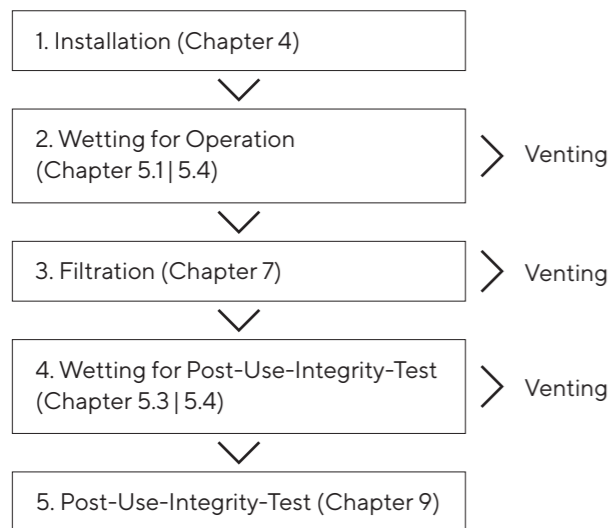 1. Installation (Chapter 4)
2. Wetting for Operation
(Chapter 5.1 | 5.4)
Venting
3. Filtration (Chapter 7)
Venting
4. Wetting for Post-Use-Integrity-Test
(Chapter 5.3 | 5.4)
Venting
5. Post-Use-Integrity-Test (Chapter 9)